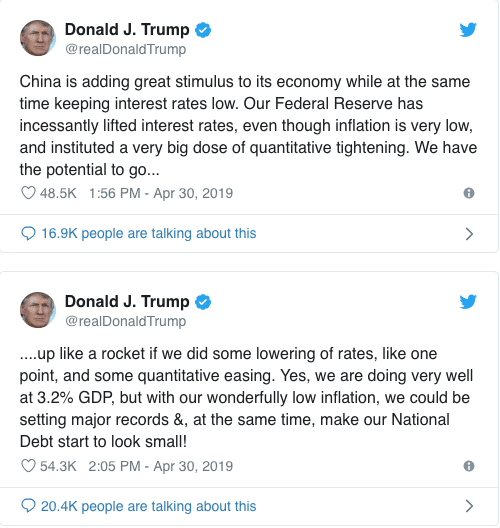 Donald J. Trump
@realDonaldTrump
China is adding great stimulus to its economy while at the same
time keeping interest rates low. Our Federal Reserve has
incessantly lifted interest rates, even though inflation is very low,
and instituted a very big dose of quantitative tightening. We have
the potential to go...
48.5K 1:56 PM - Apr 30, 2019
16.9K people are talking about this
Donald J. Trump
@realDonaldTrump
....up like a rocket if we did some lowering of rates, like one
point, and some quantitative easing. Yes, we are doing very well
at 3.2% GDP, but with our wonderfully low inflation, we could be
setting major records &, at the same time, make our National
Debt start to look small!
54.3K 2:05 PM - Apr 30, 2019
20.4K people are talking about this